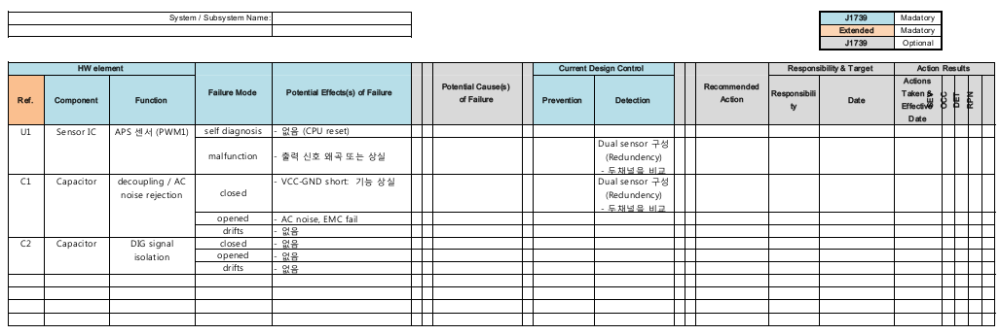 System / Subsystem Name:
J1739 Madatory
Extended Madatory
J1739 Optional
HW element
Current Design Control
Responsibility & Target
Action Results
Ref.
Component
Function
Failure Mode
Potential Effects(s) of Failure
Potential Cause(s)
of Failure
Prevention
Detection
Recommended
Action
Responsibili
ty
Date
Actions
Taken &
Effective
Date
SEV
OCC
DET
RPN
U1 Sensor IC APS 센서 (PWM1) self diagnosis - 없음 (CPU reset)
malfunction - 출력 신호 왜곡 또는 상실
Dual sensor 구성
(Redundency)
- 두채널을 비교
C1 Capacitor decoupling / AC
noise rejection
closed
- VCC-GND short: 기능 상실
Dual sensor 구성
(Redundency)
- 두채널을 비교
opened - AC noise, EMC fail
drifts - 없음
C2 Capacitor DIG signal
isolation
closed - 없음
opened - 없음
drifts - 없음